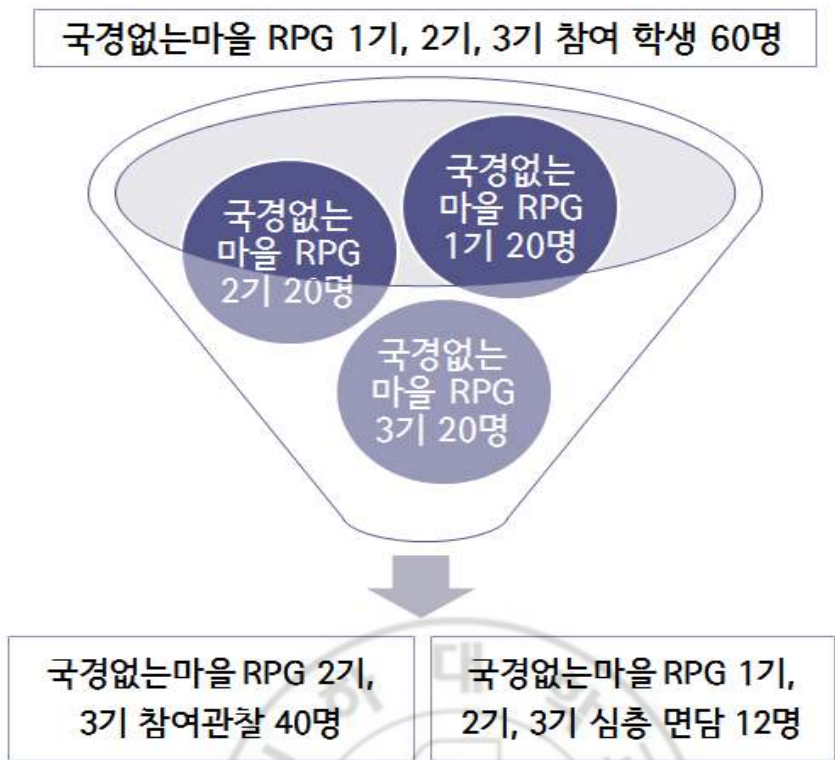 국경없는마을 RPG 1기, 2기, 3기 참여 학생 60명
국경없는
마을 RPG
1기 20명
국경없는
마을 RPG
2기 20명
국경없는
마을 RPG
3기 20명
국경없는마을 RPG 2기,
3기 참여관찰 40명
국경없는마을 RPG 1기,
2기, 3기 심층 면담 12명